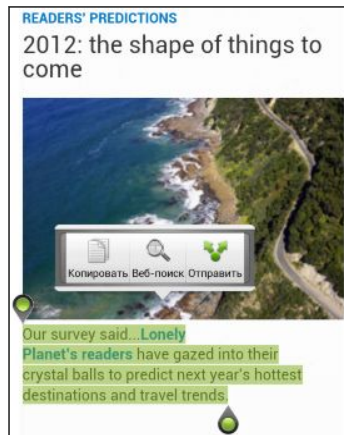 READERS' PREDICTIONS
2012: the shape of things to
come
Копировать Веб-поиск Отправить
Our survey said...Lonely
Planet's readers have gazed into their
crystal balls to predict next year's hottest
destinations and travel trends.